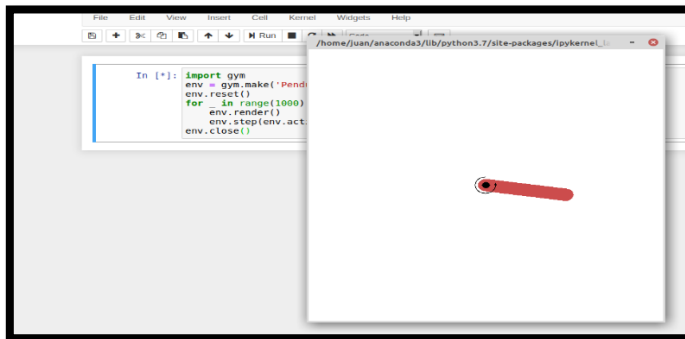 File Edit View Insert Cell Kernel Widgets Help
Run
/home/juan/anaconda3/lib/python3.7/site-packages/ipykernel_la
In [*]:
import gym
env = gym.make('Pend
env.reset()
for _ in range(1000)
env.render()
env.step(env.act
env.close()